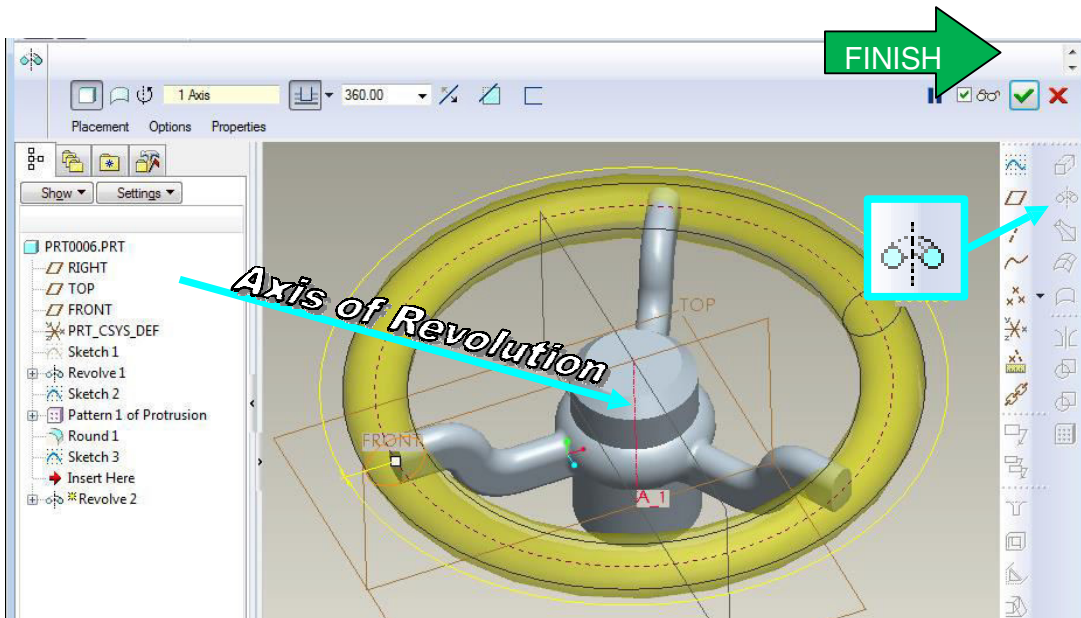 FINISH
1 Axis
360.00
Placement Options Properties
Show Settings
PRT0006.PRT
RIGHT
TOP
FRONT
PRT_CSYS_DEF
Sketch 1
Revolve 1
Sketch 2
Pattern 1 of Protrusion
Round 1
Sketch 3
Insert Here
Revolve 2
Axis of Revolution
TOP
FRONT
A_1